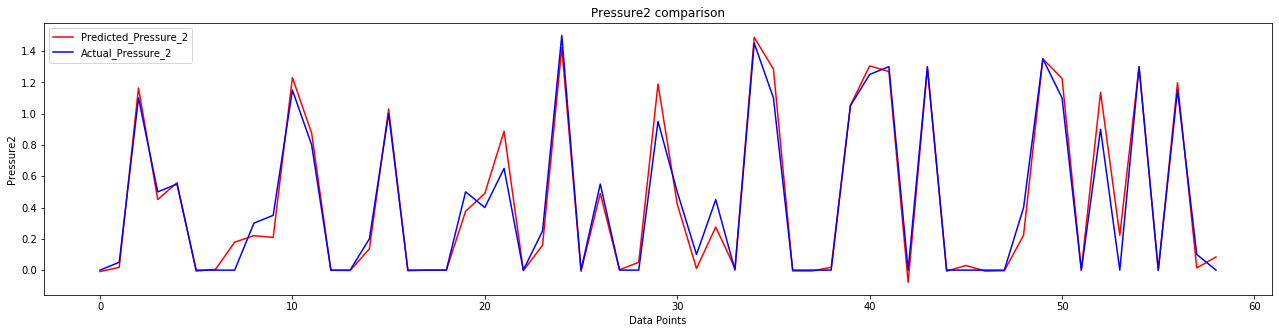 Pressure2 comparison
Predicted_Pressure_2
Actual_Pressure_2
Pressure2
1.4
1.2
1.0
0.8
0.6
0.4
0.2
0.0
0 10 20 30 40 50 60
Data Points